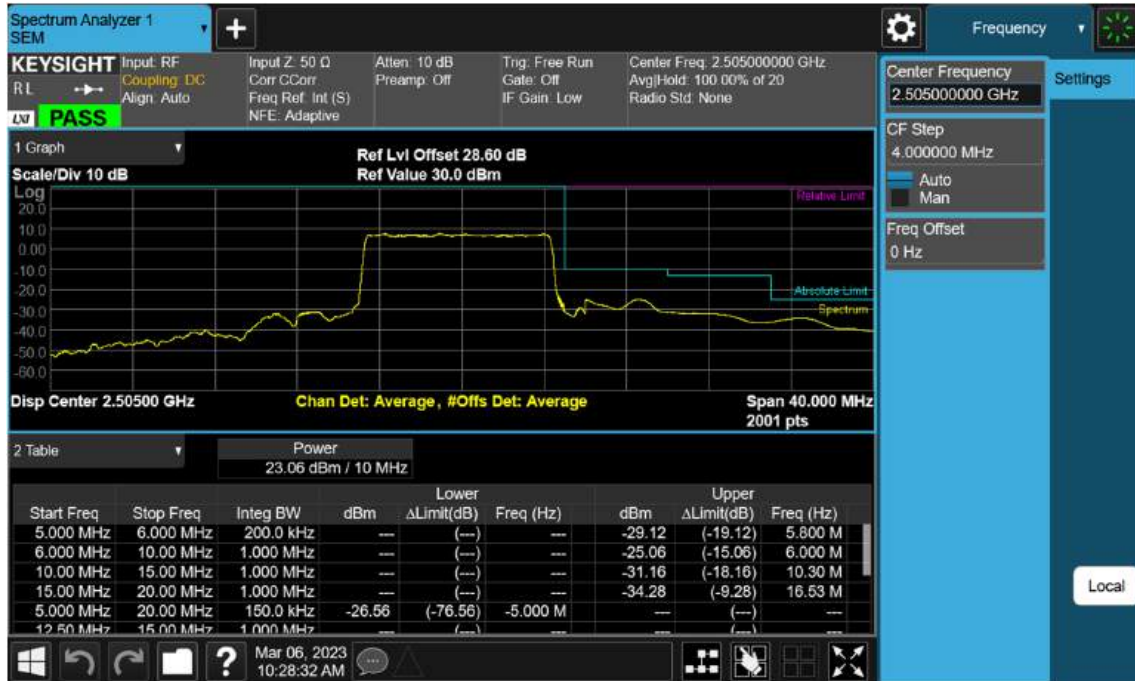 Spectrum Analyzer 1
SEM
+
Frequency
KEYSIGHT
RL
LXI
PASS
Input: RF
Coupling: DC
Align: Auto
Input Z: 50 Ω
Corr CCorr
Freq Ref: Int (S)
NFE: Adaptive
Atten: 10 dB
Preamp: Off
Trig: Free Run
Gate: Off
IF Gain: Low
Center Freq: 2.505000000 GHz
Avg|Hold: 100.00% of 20
Radio Std: None
Center Frequency
2.505000000 GHz
Settings
CF Step
4.000000 MHz
Auto
Man
Freq Offset
0 Hz
1 Graph
Scale/Div 10 dB
Ref Lvl Offset 28.60 dB
Ref Value 30.0 dBm
Log
20.0
10.0
0.00
-10.0
-20.0
-30.0
-40.0
-50.0
-60.0
Relative Limit
Absolute Limit
Spectrum
Disp Center 2.50500 GHz
Chan Det: Average, #Offs Det: Average
Span 40.000 MHz
2001 pts
2 Table
Power
23.06 dBm / 10 MHz
Lower Upper
Start Freq Stop Freq Integ BW dBm ΔLimit(dB) Freq (Hz) dBm ΔLimit(dB) Freq (Hz)
5.000 MHz 6.000 MHz 200.0 kHz --- (---) --- -29.12 (-19.12) 5.800 M
6.000 MHz 10.00 MHz 1.000 MHz --- (---) --- -25.06 (-15.06) 6.000 M
10.00 MHz 15.00 MHz 1.000 MHz --- (---) --- -31.16 (-18.16) 10.30 M
15.00 MHz 20.00 MHz 1.000 MHz --- (---) --- -34.28 (-9.28) 16.53 M
5.000 MHz 20.00 MHz 150.0 kHz -26.56 (-76.56) -5.000 M --- (---) ---
12.50 MHz 15.00 MHz 1.000 MHz --- (---) --- --- (---) ---
Local
?
Mar 06, 2023
10:28:32 AM